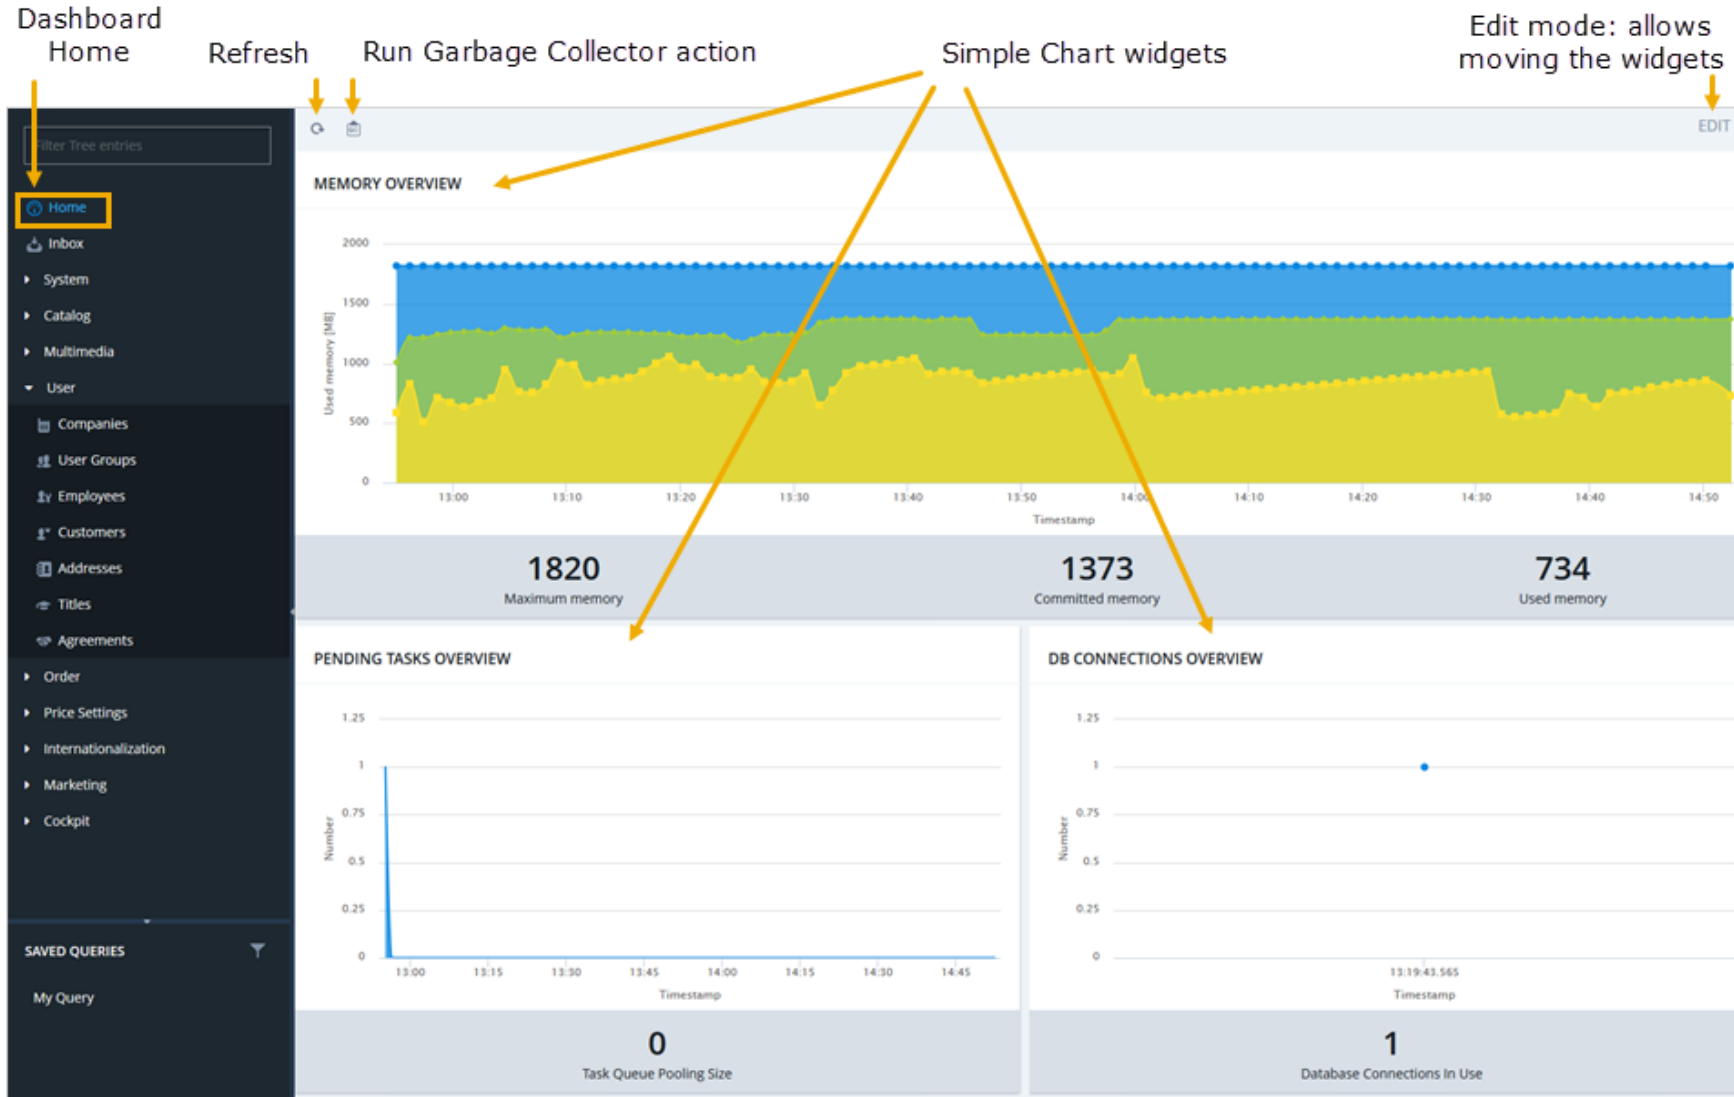 Dashboard
Home
Refresh
Run Garbage Collector action
Simple Chart widgets
Edit mode: allows
moving the widgets
Filter Tree entries
EDIT
Home
Inbox
System
Catalog
Multimedia
User
Companies
User Groups
Employees
Customers
Addresses
Titles
Agreements
Order
Price Settings
Internationalization
Marketing
Cockpit
SAVED QUERIES
My Query
MEMORY OVERVIEW
2000
1500
1000
500
0
Used memory [MB]
13:00 13:10 13:20 13:30 13:40 13:50 14:00 14:10 14:20 14:30 14:40 14:50
Timestamp
1820
Maximum memory
1373
Committed memory
734
Used memory
PENDING TASKS OVERVIEW
1.25
1
0.75
0.5
0.25
0
Number
13:00 13:15 13:30 13:45 14:00 14:15 14:30 14:45
Timestamp
0
Task Queue Pooling Size
DB CONNECTIONS OVERVIEW
1.25
1
0.75
0.5
0.25
0
Number
13:19:43.565
Timestamp
1
Database Connections In Use